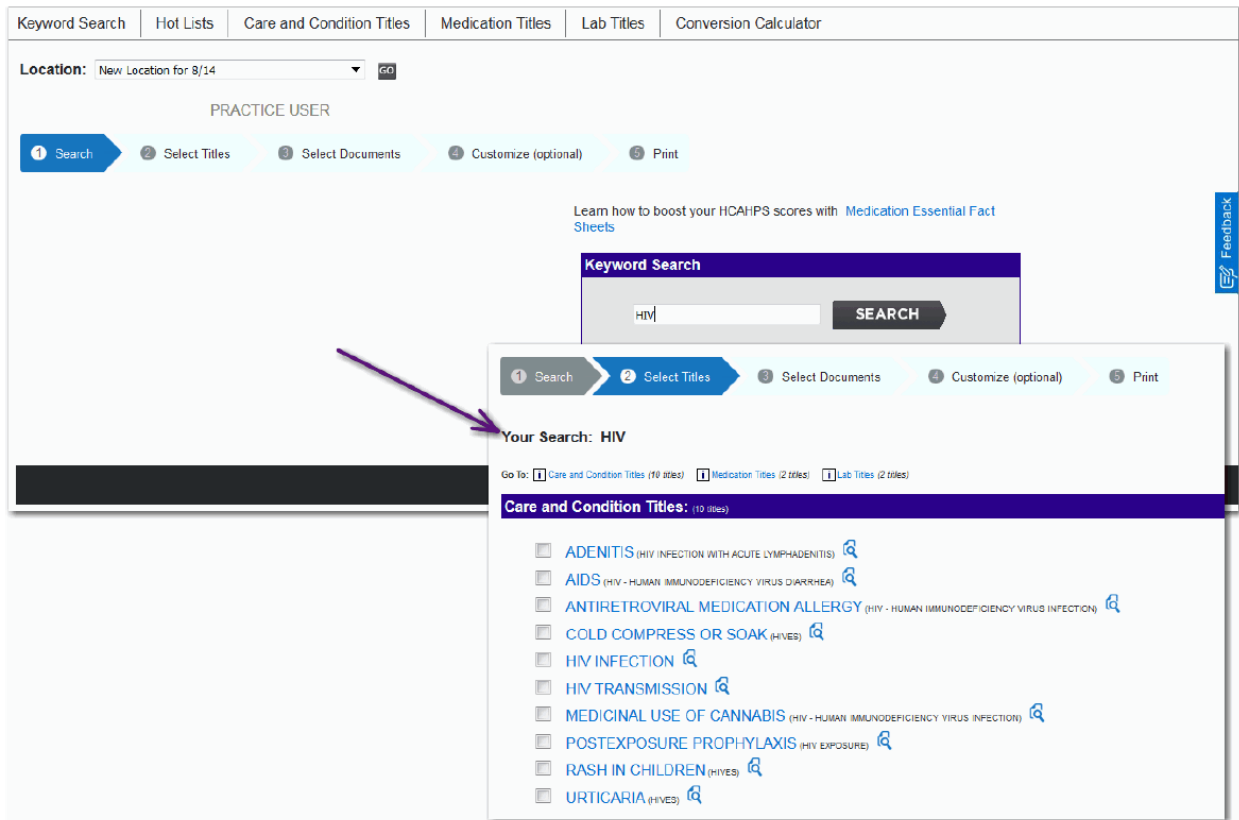 Keyword Search Hot Lists Care and Condition Titles Medication Titles Lab Titles Conversion Calculator
Location: New Location for 8/14 GO
PRACTICE USER
1 Search 2 Select Titles 3 Select Documents 4 Customize (optional) 5 Print
Learn how to boost your HCAHPS scores with Medication Essential Fact
Sheets
Feedback
Keyword Search
HIV SEARCH
1 Search 2 Select Titles 3 Select Documents 4 Customize (optional) 5 Print
Your Search: HIV
Go To: i Care and Condition Titles (10 titles) i Medication Titles (2 titles) i Lab Titles (2 titles)
Care and Condition Titles: (10 titles)
ADENITIS (HIV INFECTION WITH ACUTE LYMPHADENITIS)
AIDS (HIV - HUMAN IMMUNODEFICIENCY VIRUS DIARRHEA)
ANTIRETROVIRAL MEDICATION ALLERGY (HIV - HUMAN IMMUNODEFICIENCY VIRUS INFECTION)
COLD COMPRESS OR SOAK (HIVES)
HIV INFECTION
HIV TRANSMISSION
MEDICINAL USE OF CANNABIS (HIV - HUMAN IMMUNODEFICIENCY VIRUS INFECTION)
POSTEXPOSURE PROPHYLAXIS (HIV EXPOSURE)
RASH IN CHILDREN (HIVES)
URTICARIA (HIVES)